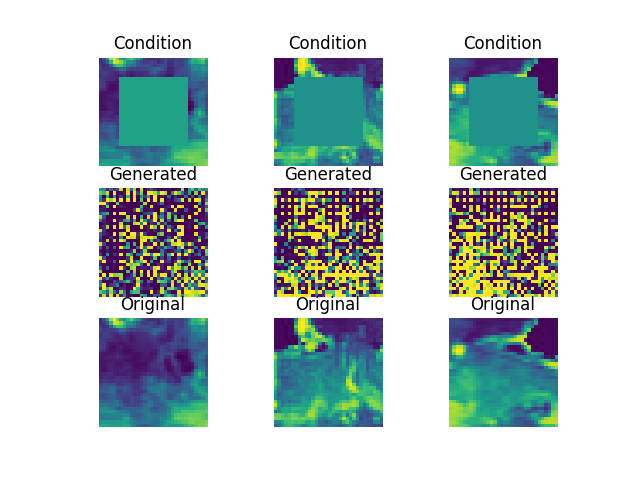 Condition Condition Condition
Generated Generated Generated
Original Original Original